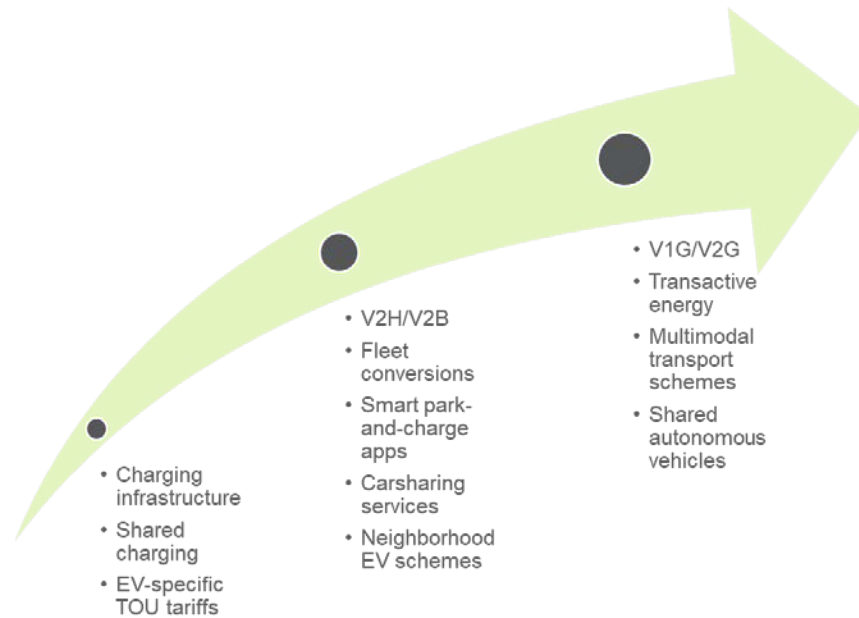 • Charging
infrastructure
• Shared
charging
• EV-specific
TOU tariffs
• V2H/V2B
• Fleet
conversions
• Smart park-
and-charge
apps
• Carsharing
services
• Neighborhood
EV schemes
• V1G/V2G
• Transactive
energy
• Multimodal
transport
schemes
• Shared
autonomous
vehicles